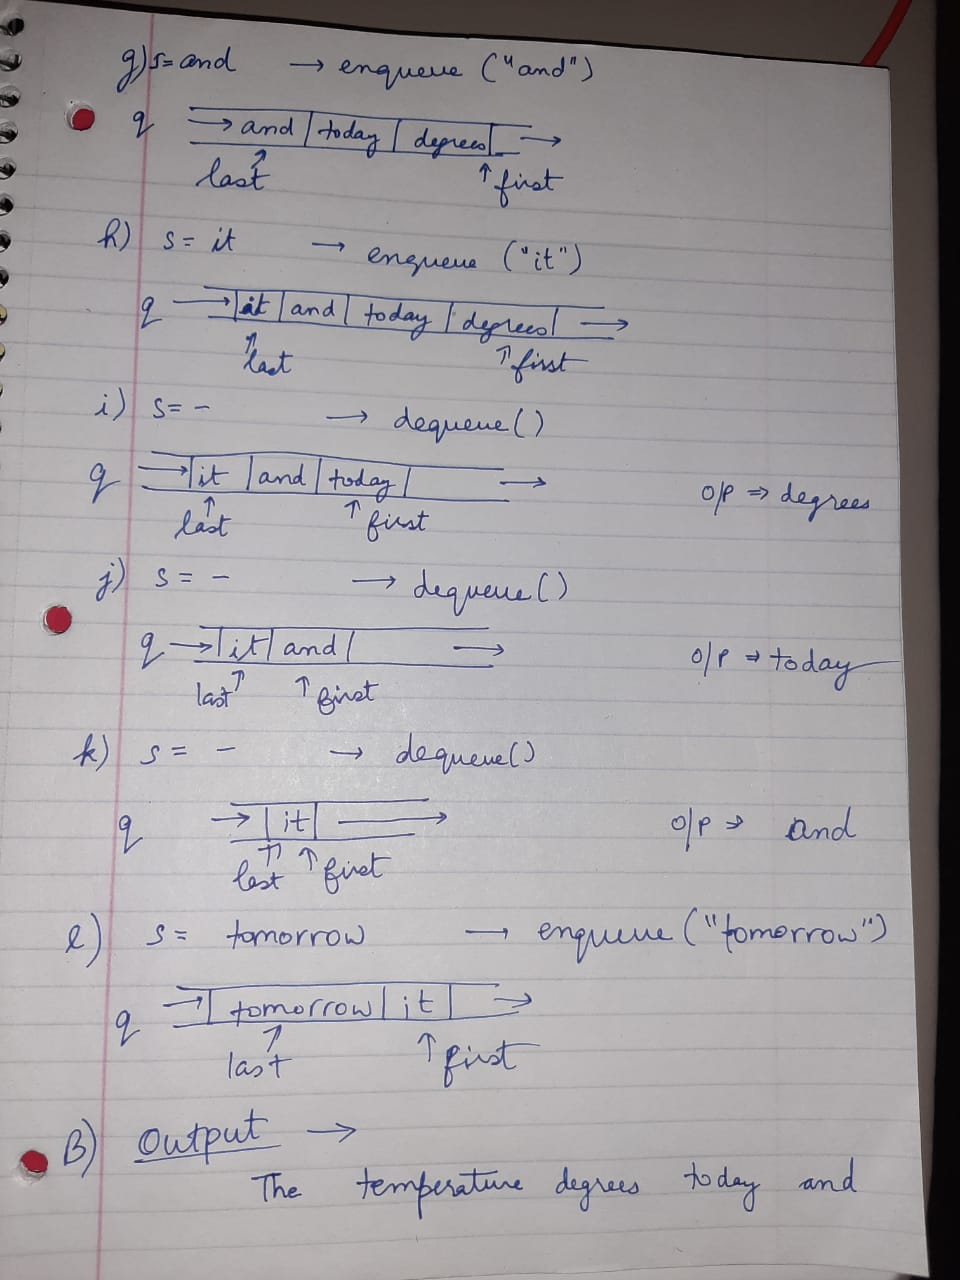 g) s= and → enqueue ("and")
q → and | today | degrees | →
last first
h) s= it → enqueue ("it")
q → | it | and | today | degrees | →
last first
i) s= - → dequeue()
q → | it | and | today | → o/p ⇒ degrees
last first
j) s= - → dequeue()
q → | it | and | → o/p ⇒ today
last first
k) s= - → dequeue()
q → | it | → o/p ⇒ and
last first
l) s= tomorrow → enqueue ("tomorrow")
q → | tomorrow | it | →
last first
B) Output →
The temperature degrees today and